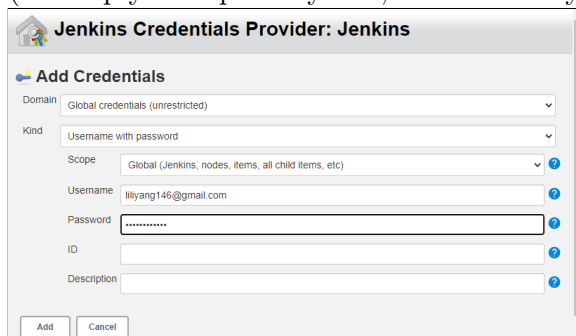 Jenkins Credentials Provider: Jenkins
Add Credentials
Domain Global credentials (unrestricted)
Kind Username with password
Scope Global (Jenkins, nodes, items, all child items, etc)
Username liliyang146@gmail.com
Password ••••••••••••
ID
Description
Add Cancel